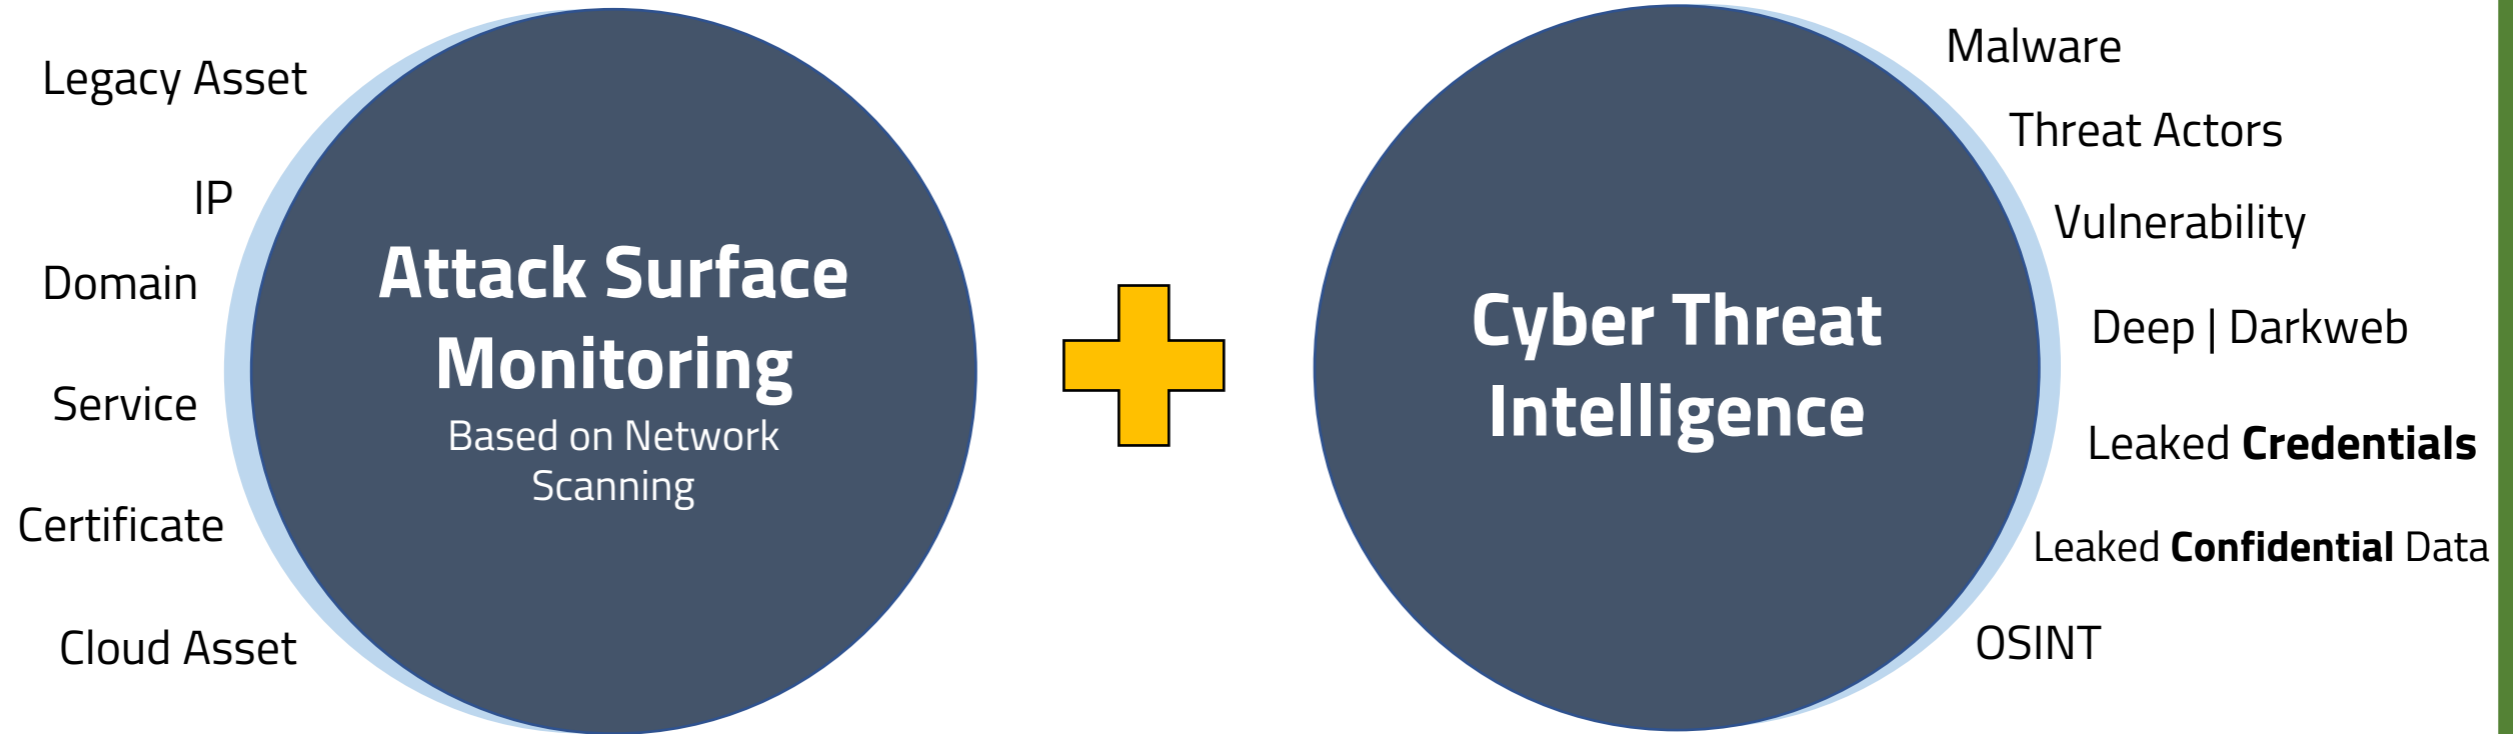 Legacy Asset
IP
Domain
Service
Certificate
Cloud Asset
Attack Surface
Monitoring
Based on Network
Scanning
Cyber Threat
Intelligence
Malware
Threat Actors
Vulnerability
Deep | Darkweb
Leaked Credentials
Leaked Confidential Data
OSINT